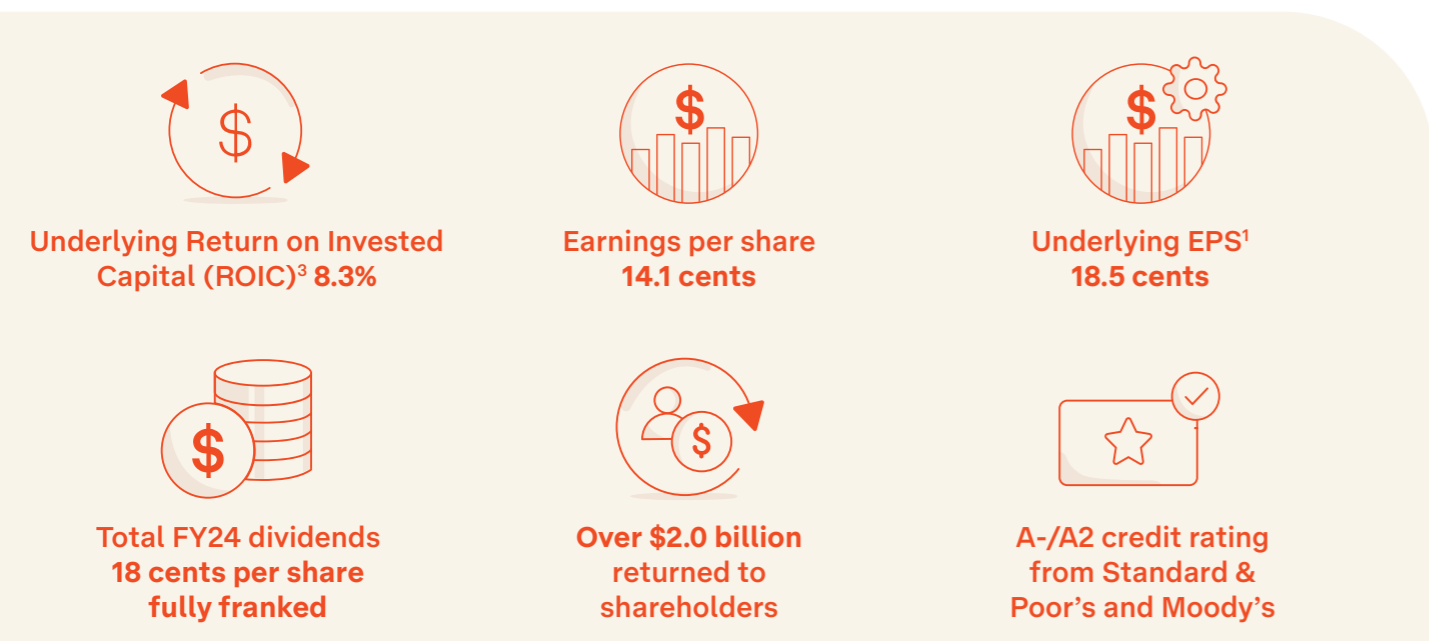 $
$
$
Underlying Return on Invested
Capital (ROIC)³ 8.3%
Earnings per share
14.1 cents
Underlying EPS¹
18.5 cents
$
$
Total FY24 dividends
18 cents per share
fully franked
Over $2.0 billion
returned to
shareholders
A-/A2 credit rating
from Standard &
Poor's and Moody's